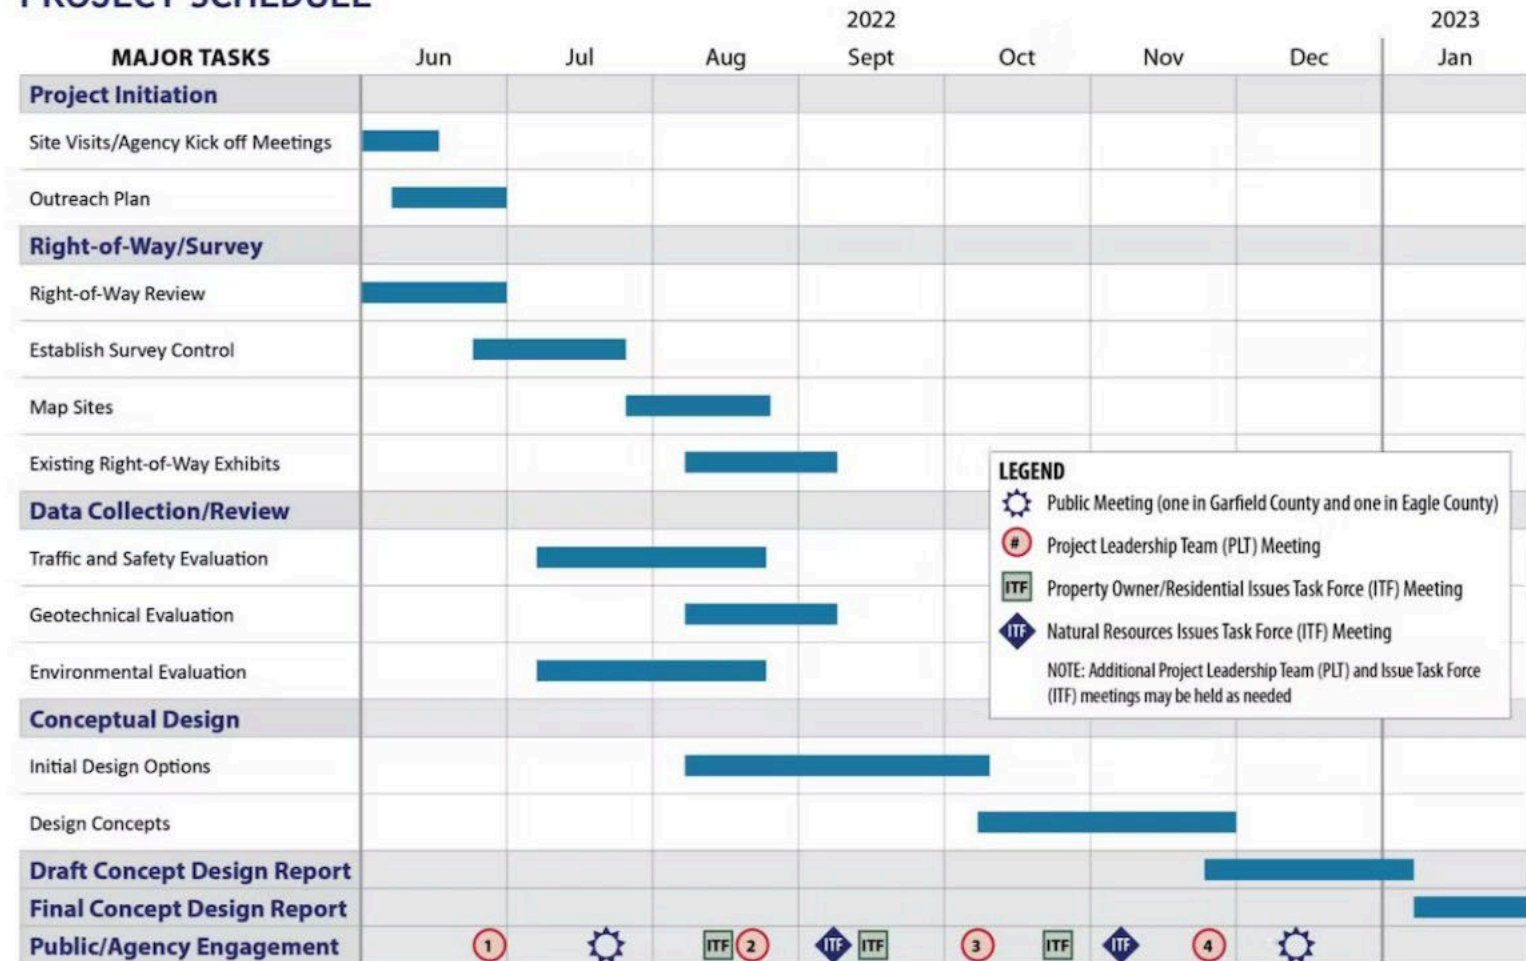 PROJECT SCHEDULE
2022 2023
MAJOR TASKS Jun Jul Aug Sept Oct Nov Dec Jan
Project Initiation
Site Visits/Agency Kick off Meetings
Outreach Plan
Right-of-Way/Survey
Right-of-Way Review
Establish Survey Control
Map Sites
Existing Right-of-Way Exhibits
Data Collection/Review
Traffic and Safety Evaluation
Geotechnical Evaluation
Environmental Evaluation
Conceptual Design
Initial Design Options
Design Concepts
Draft Concept Design Report
Final Concept Design Report
Public/Agency Engagement 1 ITF 2 ITF ITF 3 ITF ITF 4
LEGEND
Public Meeting (one in Garfield County and one in Eagle County)
# Project Leadership Team (PLT) Meeting
ITF Property Owner/Residential Issues Task Force (ITF) Meeting
ITF Natural Resources Issues Task Force (ITF) Meeting
NOTE: Additional Project Leadership Team (PLT) and Issue Task Force
(ITF) meetings may be held as needed